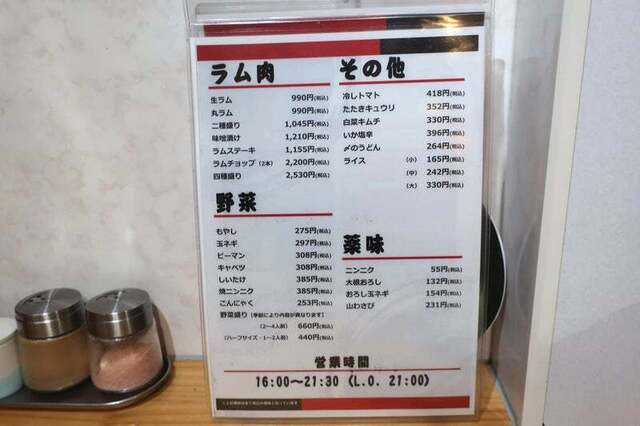 ラム肉
生ラム 990円(税込)
丸ラム 990円(税込)
二種盛り 1,045円(税込)
味噌漬け 1,210円(税込)
ラムステーキ 1,155円(税込)
ラムチョップ(2本) 2,200円(税込)
四種盛り 2,530円(税込)
野菜
もやし 275円(税込)
玉ネギ 297円(税込)
ピーマン 308円(税込)
キャベツ 308円(税込)
しいたけ 385円(税込)
焼ニンニク 385円(税込)
こんにゃく 253円(税込)
野菜盛り [季節により内容が異なります]
(2~4人前) 660円(税込)
(ハーフサイズ・1~2人前) 440円(税込)
その他
冷しトマト 418円(税込)
たたきキュウリ 352円(税込)
白菜キムチ 330円(税込)
いか塩辛 396円(税込)
〆のうどん 264円(税込)
ライス (小) 165円(税込)
(中) 242円(税込)
(大) 330円(税込)
薬味
ニンニク 55円(税込)
大根おろし 132円(税込)
おろし玉ネギ 154円(税込)
山わさび 231円(税込)
営業時間
16:00~21:30〈L.O. 21:00〉